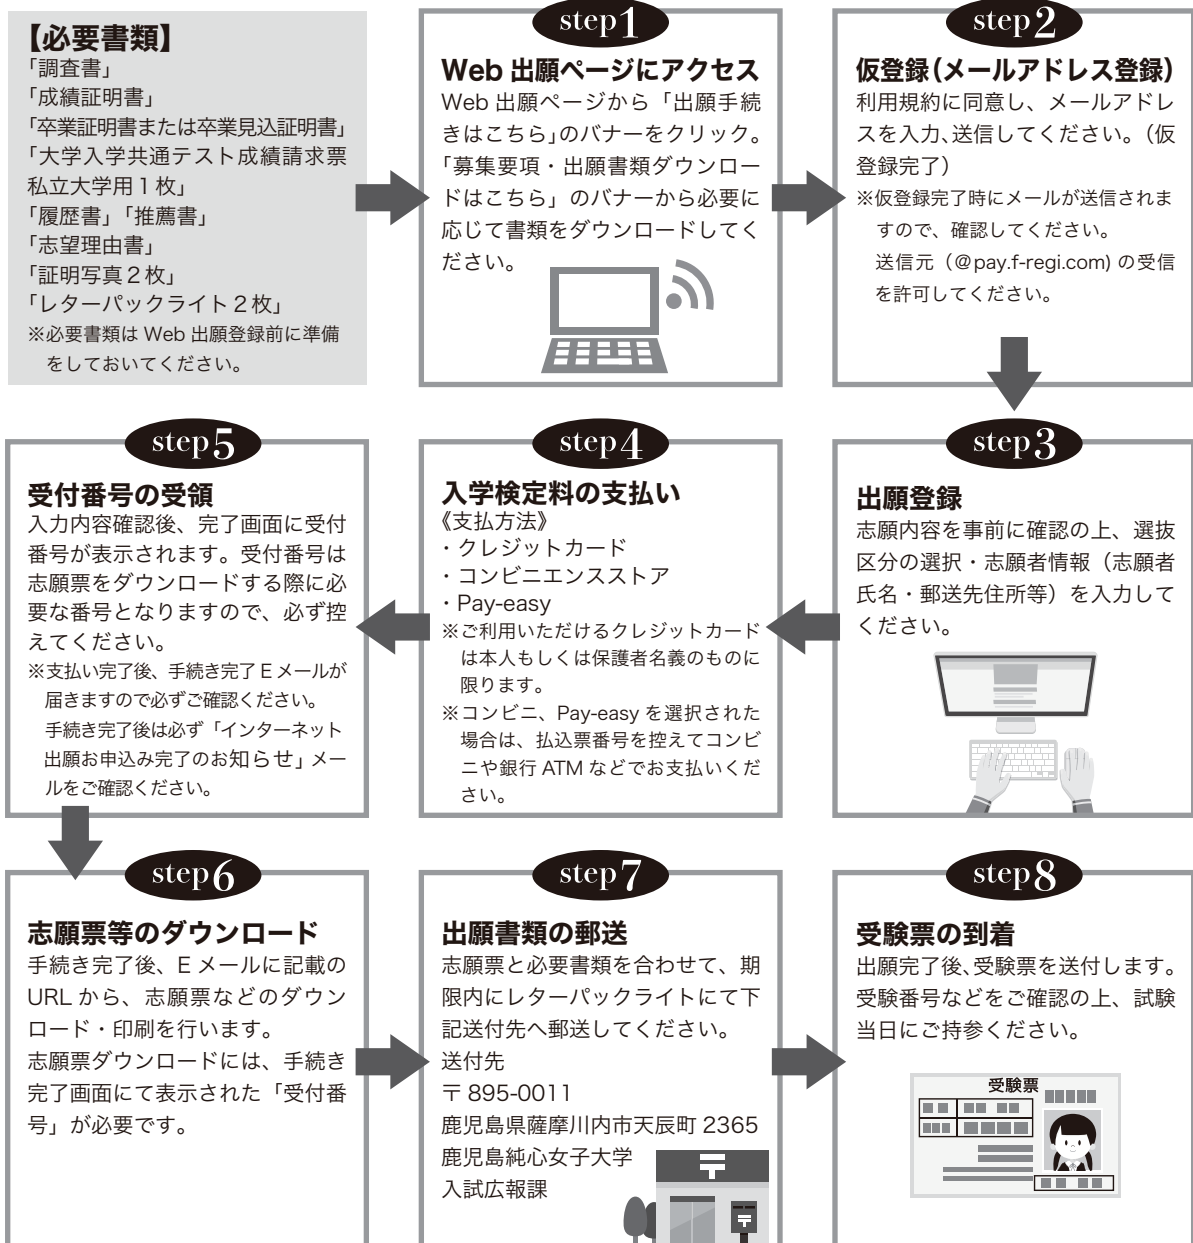 【必要書類】
「調査書」
「成績証明書」
「卒業証明書または卒業見込証明書」
「大学入学共通テスト成績請求票
私立大学用1枚」
「履歴書」「推薦書」
「志望理由書」
「証明写真2枚」
「レターパックライト2枚」
※必要書類は Web 出願登録前に準備
をしておいてください。
step1
Web 出願ページにアクセス
Web 出願ページから「出願手続
きはこちら」のバナーをクリック。
「募集要項・出願書類ダウンロー
ドはこちら」のバナーから必要に
応じて書類をダウンロードしてく
ださい。
step2
仮登録(メールアドレス登録)
利用規約に同意し、メールアドレ
スを入力、送信してください。(仮
登録完了)
※仮登録完了時にメールが送信されま
すので、確認してください。
送信元(@pay.f-regi.com) の受信
を許可してください。
step3
出願登録
志願内容を事前に確認の上、選抜
区分の選択・志願者情報(志願者
氏名・郵送先住所等)を入力して
ください。
step4
入学検定料の支払い
《支払方法》
・クレジットカード
・コンビニエンスストア
・Pay-easy
※ご利用いただけるクレジットカード
は本人もしくは保護者名義のものに
限ります。
※コンビニ、Pay-easy を選択された
場合は、払込票番号を控えてコンビ
ニや銀行 ATM などでお支払いくだ
さい。
step5
受付番号の受領
入力内容確認後、完了画面に受付
番号が表示されます。受付番号は
志願票をダウンロードする際に必
要な番号となりますので、必ず控
えてください。
※支払い完了後、手続き完了 E メールが
届きますので必ずご確認ください。
手続き完了後は必ず「インターネット
出願お申込み完了のお知らせ」メー
ルをご確認ください。
step6
志願票等のダウンロード
手続き完了後、E メールに記載の
URL から、志願票などのダウン
ロード・印刷を行います。
志願票ダウンロードには、手続き
完了画面にて表示された「受付番
号」が必要です。
step7
出願書類の郵送
志願票と必要書類を合わせて、期
限内にレターパックライトにて下
記送付先へ郵送してください。
送付先
〒 895-0011
鹿児島県薩摩川内市天辰町 2365
鹿児島純心女子大学
入試広報課
〒
〒
step8
受験票の到着
出願完了後、受験票を送付します。
受験番号などをご確認の上、試験
当日にご持参ください。
受験票